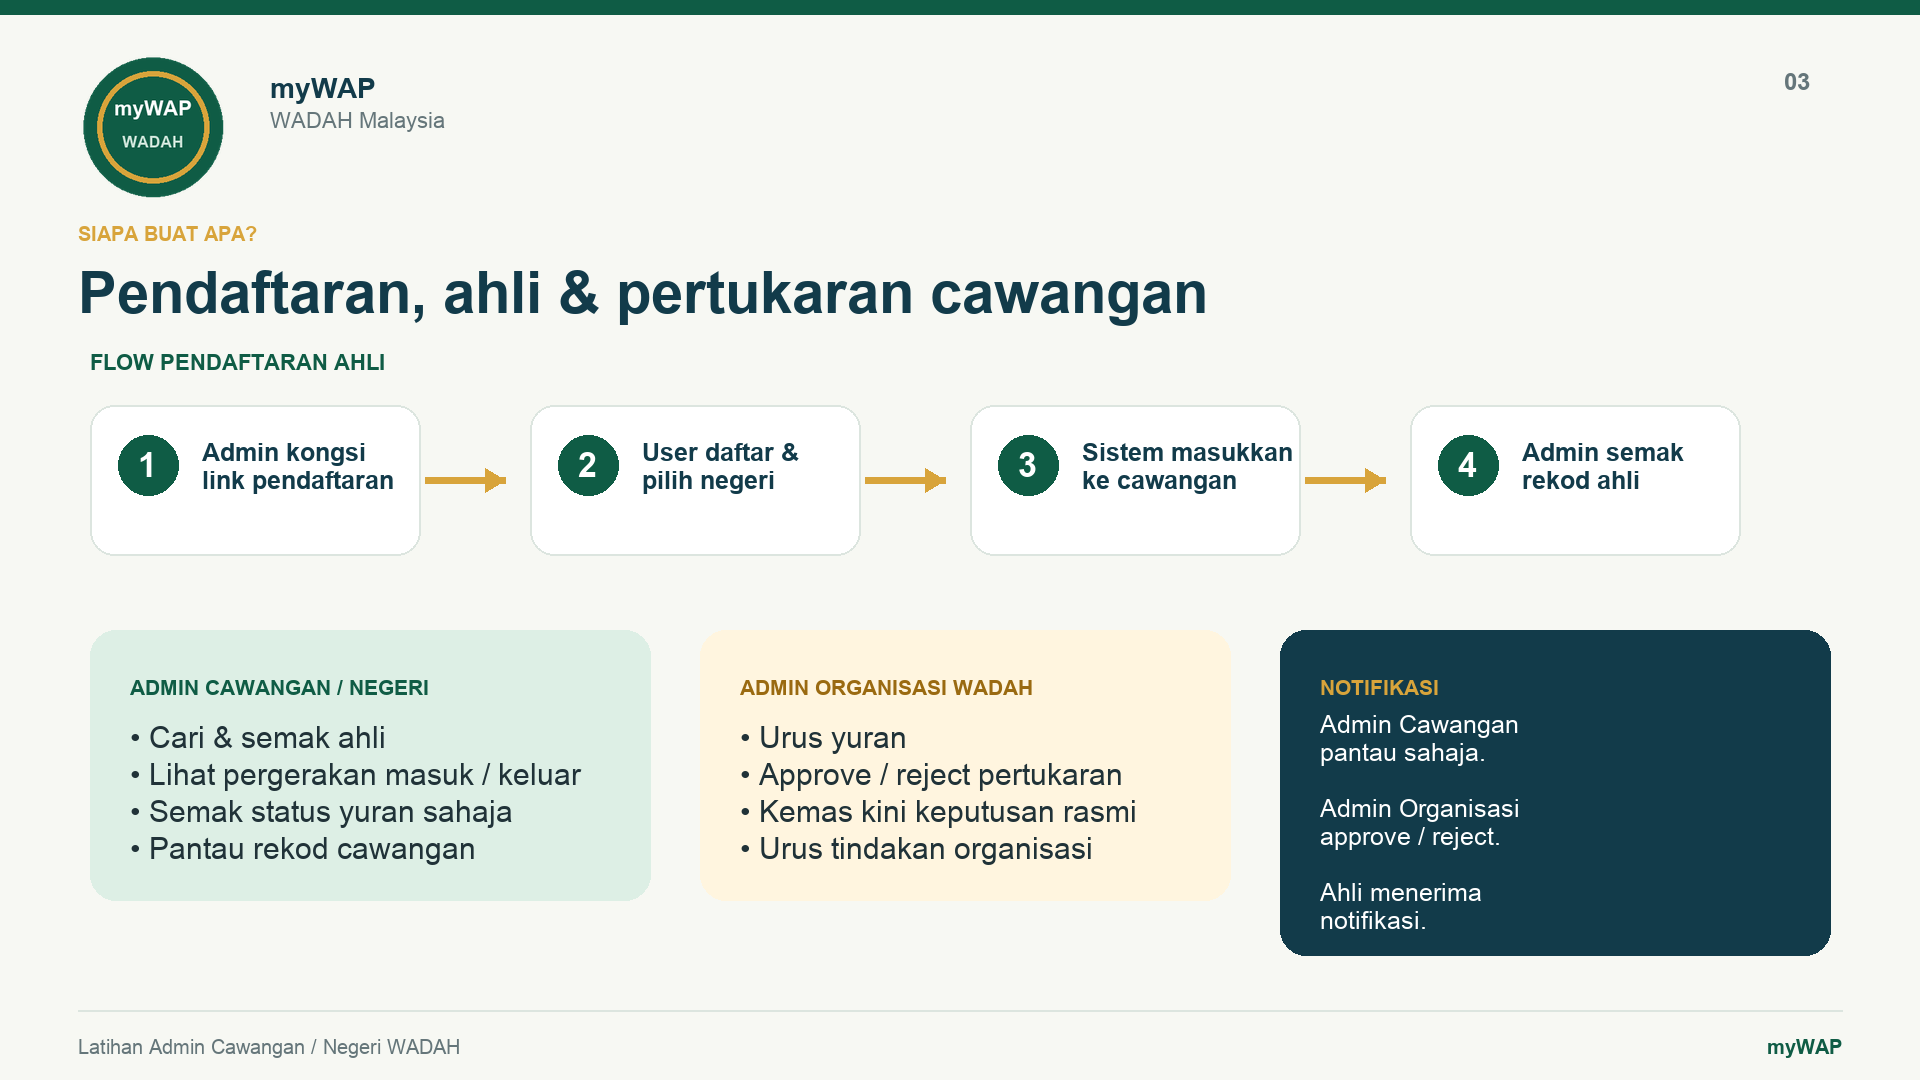 myWAP
WADAH
myWAP
WADAH Malaysia
03
SIAPA BUAT APA?
Pendaftaran, ahli & pertukaran cawangan
FLOW PENDAFTARAN AHLI
1
Admin kongsi
link pendaftaran
2
User daftar &
pilih negeri
3
Sistem masukkan
ke cawangan
4
Admin semak
rekod ahli
ADMIN CAWANGAN / NEGERI
• Cari & semak ahli
• Lihat pergerakan masuk / keluar
• Semak status yuran sahaja
• Pantau rekod cawangan
ADMIN ORGANISASI WADAH
• Urus yuran
• Approve / reject pertukaran
• Kemas kini keputusan rasmi
• Urus tindakan organisasi
NOTIFIKASI
Admin Cawangan
pantau sahaja.
Admin Organisasi
approve / reject.
Ahli menerima
notifikasi.
Latihan Admin Cawangan / Negeri WADAH
myWAP